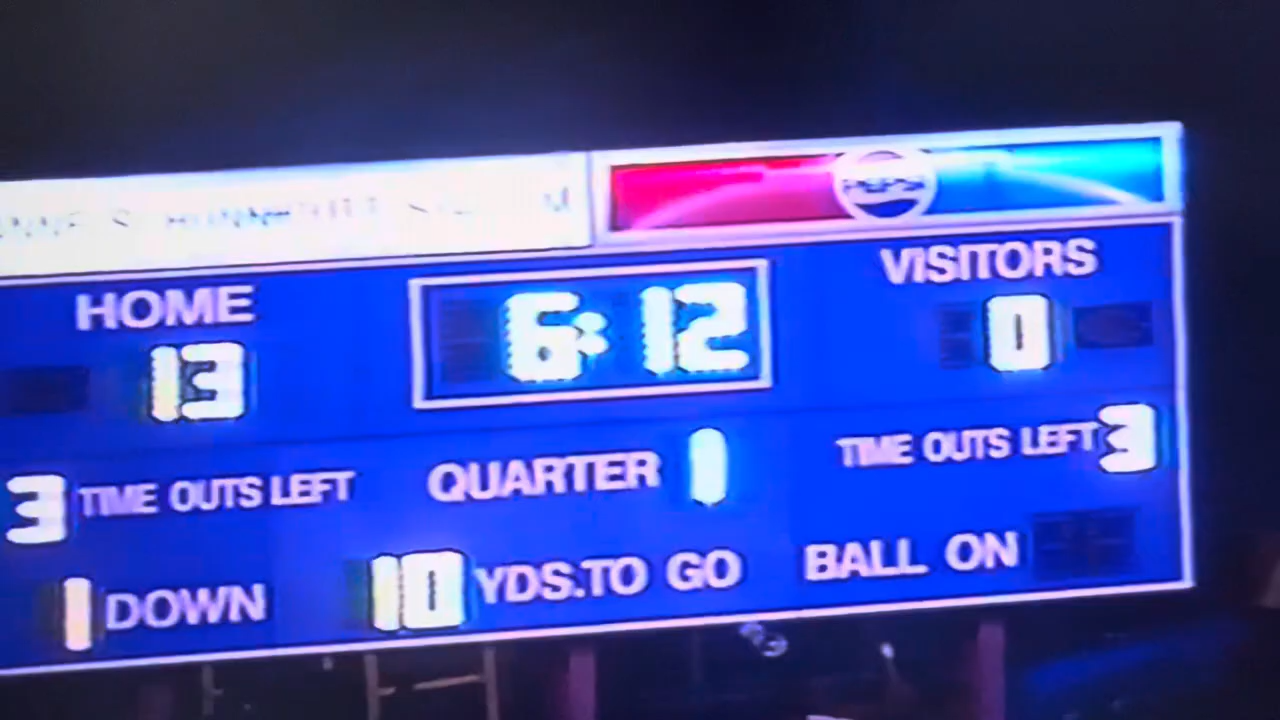 PEPSI
HOME 6:12 VISITORS
13 0
3 TIME OUTS LEFT QUARTER 1 TIME OUTS LEFT 3
1 DOWN 10 YDS.TO GO BALL ON